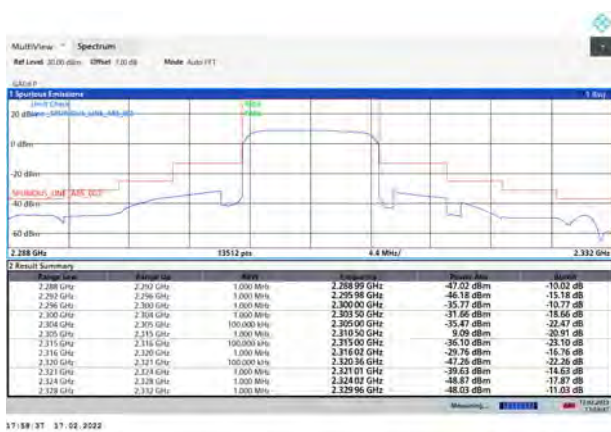 MultiView Spectrum
Ref Level 30.00 dBm Offset 7.00 dB Mode Auto FFT
1 Spurious Emissions
Limit Check
20 dBm
0 dBm
-20 dBm
SPURIOUS_LINE_ABS_002
-40 dBm
-60 dBm
2.288 GHz 13512 pts 4.4 MHz/ 2.332 GHz
2 Result Summary
Range Low Range Up RBW Frequency Power Abs
2.288 GHz 2.292 GHz 1.000 MHz 2.288 99 GHz -47.02 dBm -10.02 dB
2.292 GHz 2.296 GHz 1.000 MHz 2.295 98 GHz -46.18 dBm -15.18 dB
2.296 GHz 2.300 GHz 1.000 MHz 2.300 00 GHz -35.77 dBm -10.77 dB
2.300 GHz 2.304 GHz 1.000 MHz 2.303 50 GHz -31.66 dBm -18.66 dB
2.304 GHz 2.305 GHz 100.000 kHz 2.305 00 GHz -35.47 dBm -22.47 dB
2.305 GHz 2.315 GHz 1.000 MHz 2.310 50 GHz 9.09 dBm -20.91 dB
2.315 GHz 2.316 GHz 100.000 kHz 2.315 00 GHz -36.10 dBm -23.10 dB
2.316 GHz 2.320 GHz 1.000 MHz 2.316 02 GHz -29.76 dBm -16.76 dB
2.320 GHz 2.321 GHz 100.000 kHz 2.320 36 GHz -47.26 dBm -22.26 dB
2.321 GHz 2.324 GHz 1.000 MHz 2.321 01 GHz -39.63 dBm -14.63 dB
2.324 GHz 2.328 GHz 1.000 MHz 2.324 02 GHz -48.87 dBm -17.87 dB
2.328 GHz 2.332 GHz 1.000 MHz 2.329 96 GHz -48.03 dBm -11.03 dB
Measuring...
17:59:37 17.02.2022